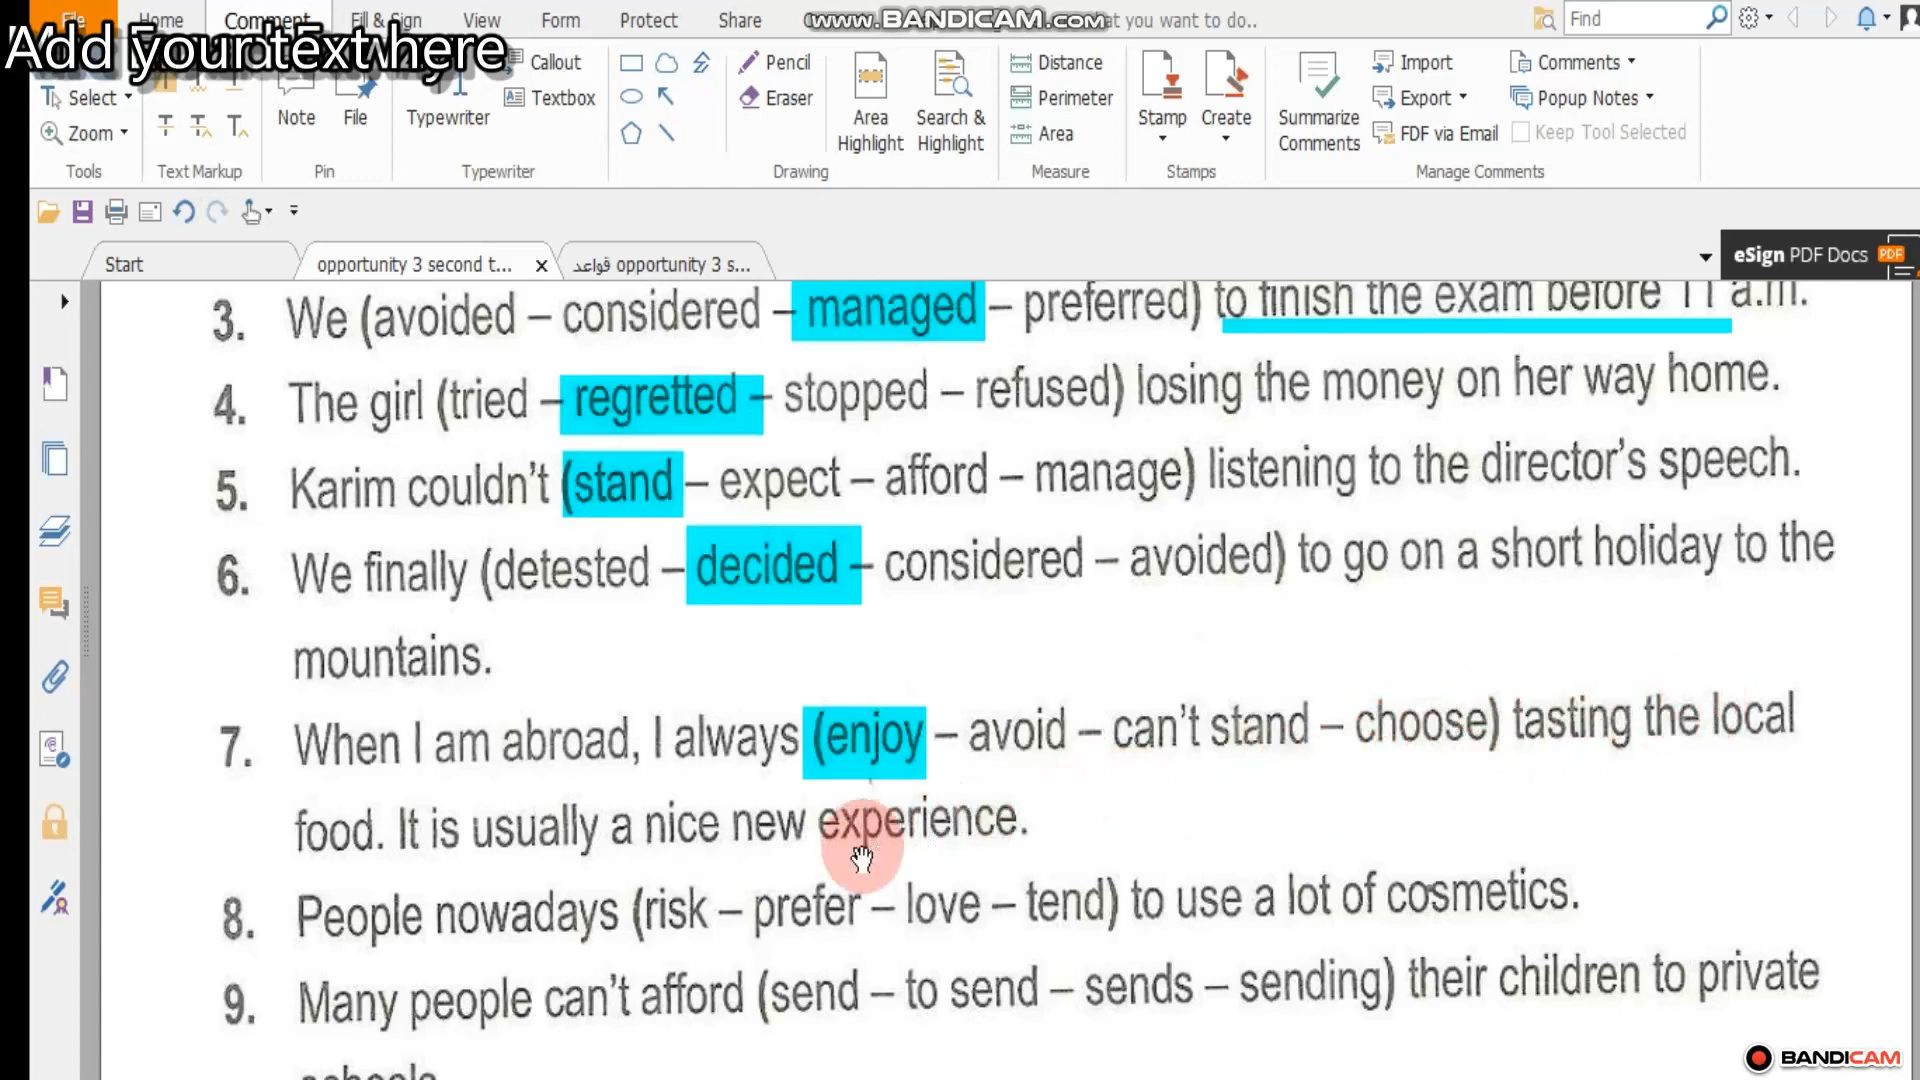 File Home Comment Fill & Sign View Form Protect Share www.BANDICAM.com hat you want to do.. Find
Add your text here
Select Zoom Note File Typewriter Callout Textbox Pencil Eraser Area Highlight Search & Highlight Distance Perimeter Area Stamp Create Summarize Comments Import Export FDF via Email Comments Popup Notes Keep Tool Selected
Tools Text Markup Pin Typewriter Drawing Measure Stamps Manage Comments
Start opportunity 3 second t... قواعد opportunity 3 s... eSign PDF Docs PDF
3. We (avoided – considered – managed – preferred) to finish the exam before 11 a.m.
4. The girl (tried – regretted – stopped – refused) losing the money on her way home.
5. Karim couldn't (stand – expect – afford – manage) listening to the director's speech.
6. We finally (detested – decided – considered – avoided) to go on a short holiday to the
mountains.
7. When I am abroad, I always (enjoy – avoid – can't stand – choose) tasting the local
food. It is usually a nice new experience.
8. People nowadays (risk – prefer – love – tend) to use a lot of cosmetics.
9. Many people can't afford (send – to send – sends – sending) their children to private
schools
BANDICAM